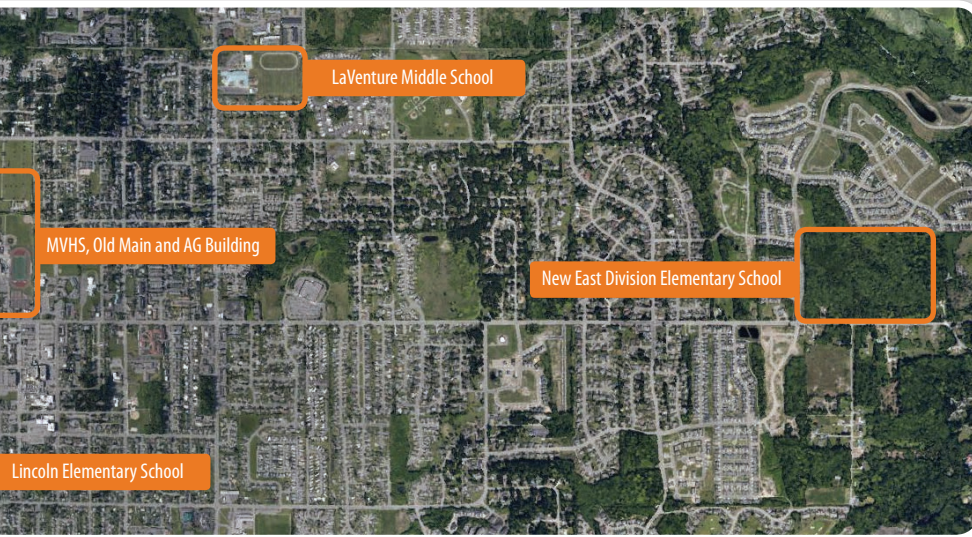 LaVenture Middle School
MVHS, Old Main and AG Building
New East Division Elementary School
Lincoln Elementary School